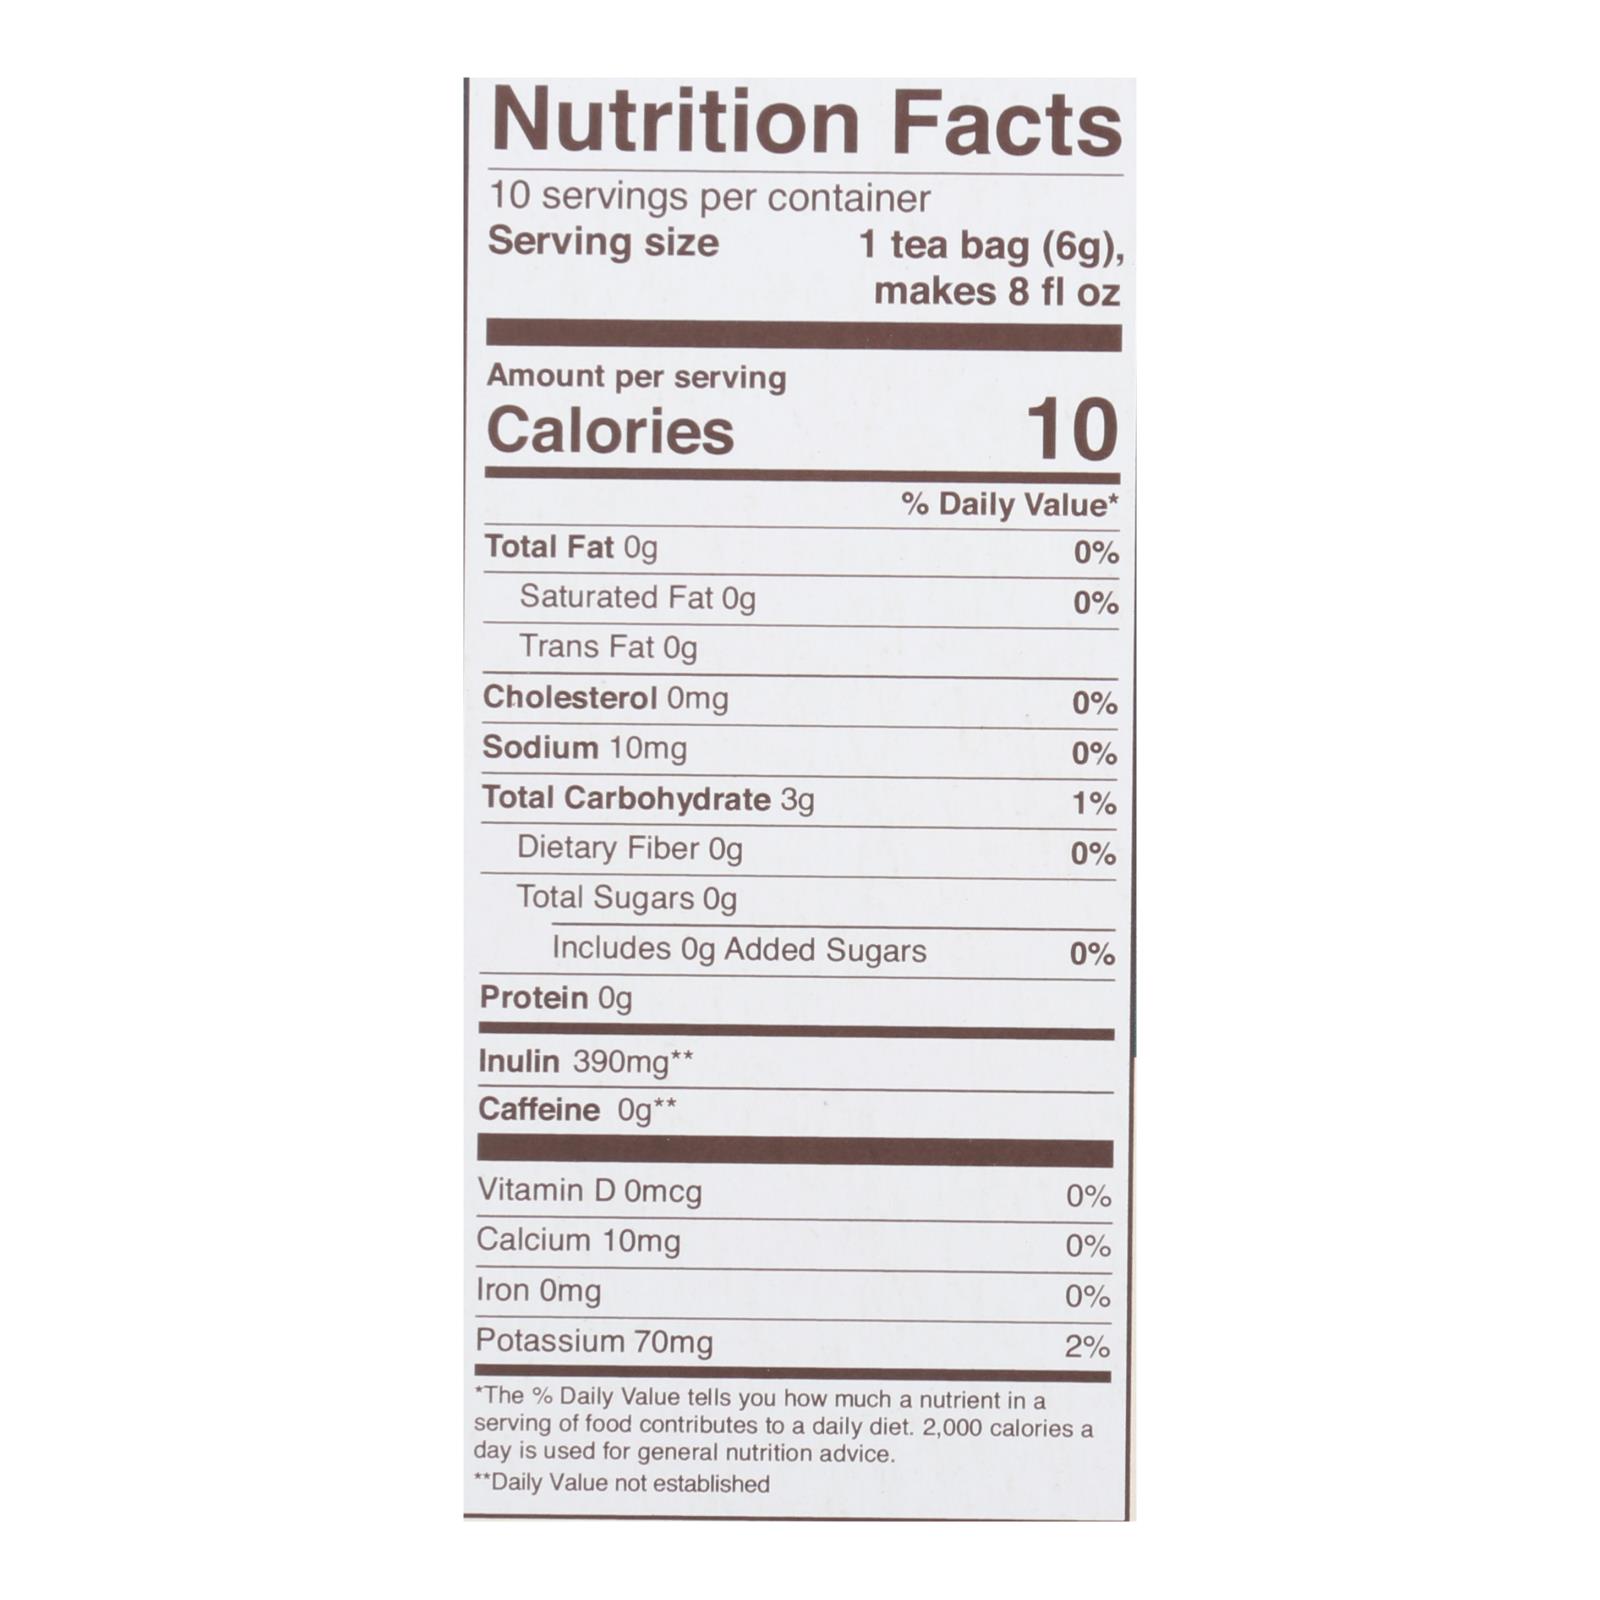 Nutrition Facts
10 servings per container
Serving size 1 tea bag (6g),
makes 8 fl oz
Amount per serving
Calories 10
% Daily Value*
Total Fat 0g 0%
Saturated Fat 0g 0%
Trans Fat 0g
Cholesterol 0mg 0%
Sodium 10mg 0%
Total Carbohydrate 3g 1%
Dietary Fiber 0g 0%
Total Sugars 0g
Includes 0g Added Sugars 0%
Protein 0g
Inulin 390mg**
Caffeine 0g**
Vitamin D 0mcg 0%
Calcium 10mg 0%
Iron 0mg 0%
Potassium 70mg 2%
*The % Daily Value tells you how much a nutrient in a
serving of food contributes to a daily diet. 2,000 calories a
day is used for general nutrition advice.
**Daily Value not established